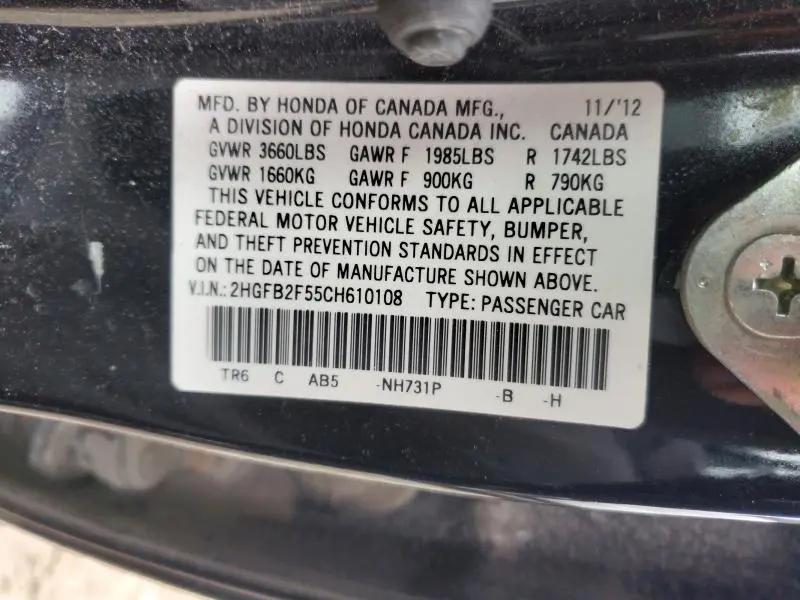 MFD. BY HONDA OF CANADA MFG., 11/'12
A DIVISION OF HONDA CANADA INC. CANADA
GVWR 3660LBS GAWR F 1985LBS R 1742LBS
GVWR 1660KG GAWR F 900KG R 790KG
THIS VEHICLE CONFORMS TO ALL APPLICABLE
FEDERAL MOTOR VEHICLE SAFETY, BUMPER,
AND THEFT PREVENTION STANDARDS IN EFFECT
ON THE DATE OF MANUFACTURE SHOWN ABOVE.
V.I.N.: 2HGFB2F55CH610108 TYPE: PASSENGER CAR
TR6 C AB5 -NH731P -B -H